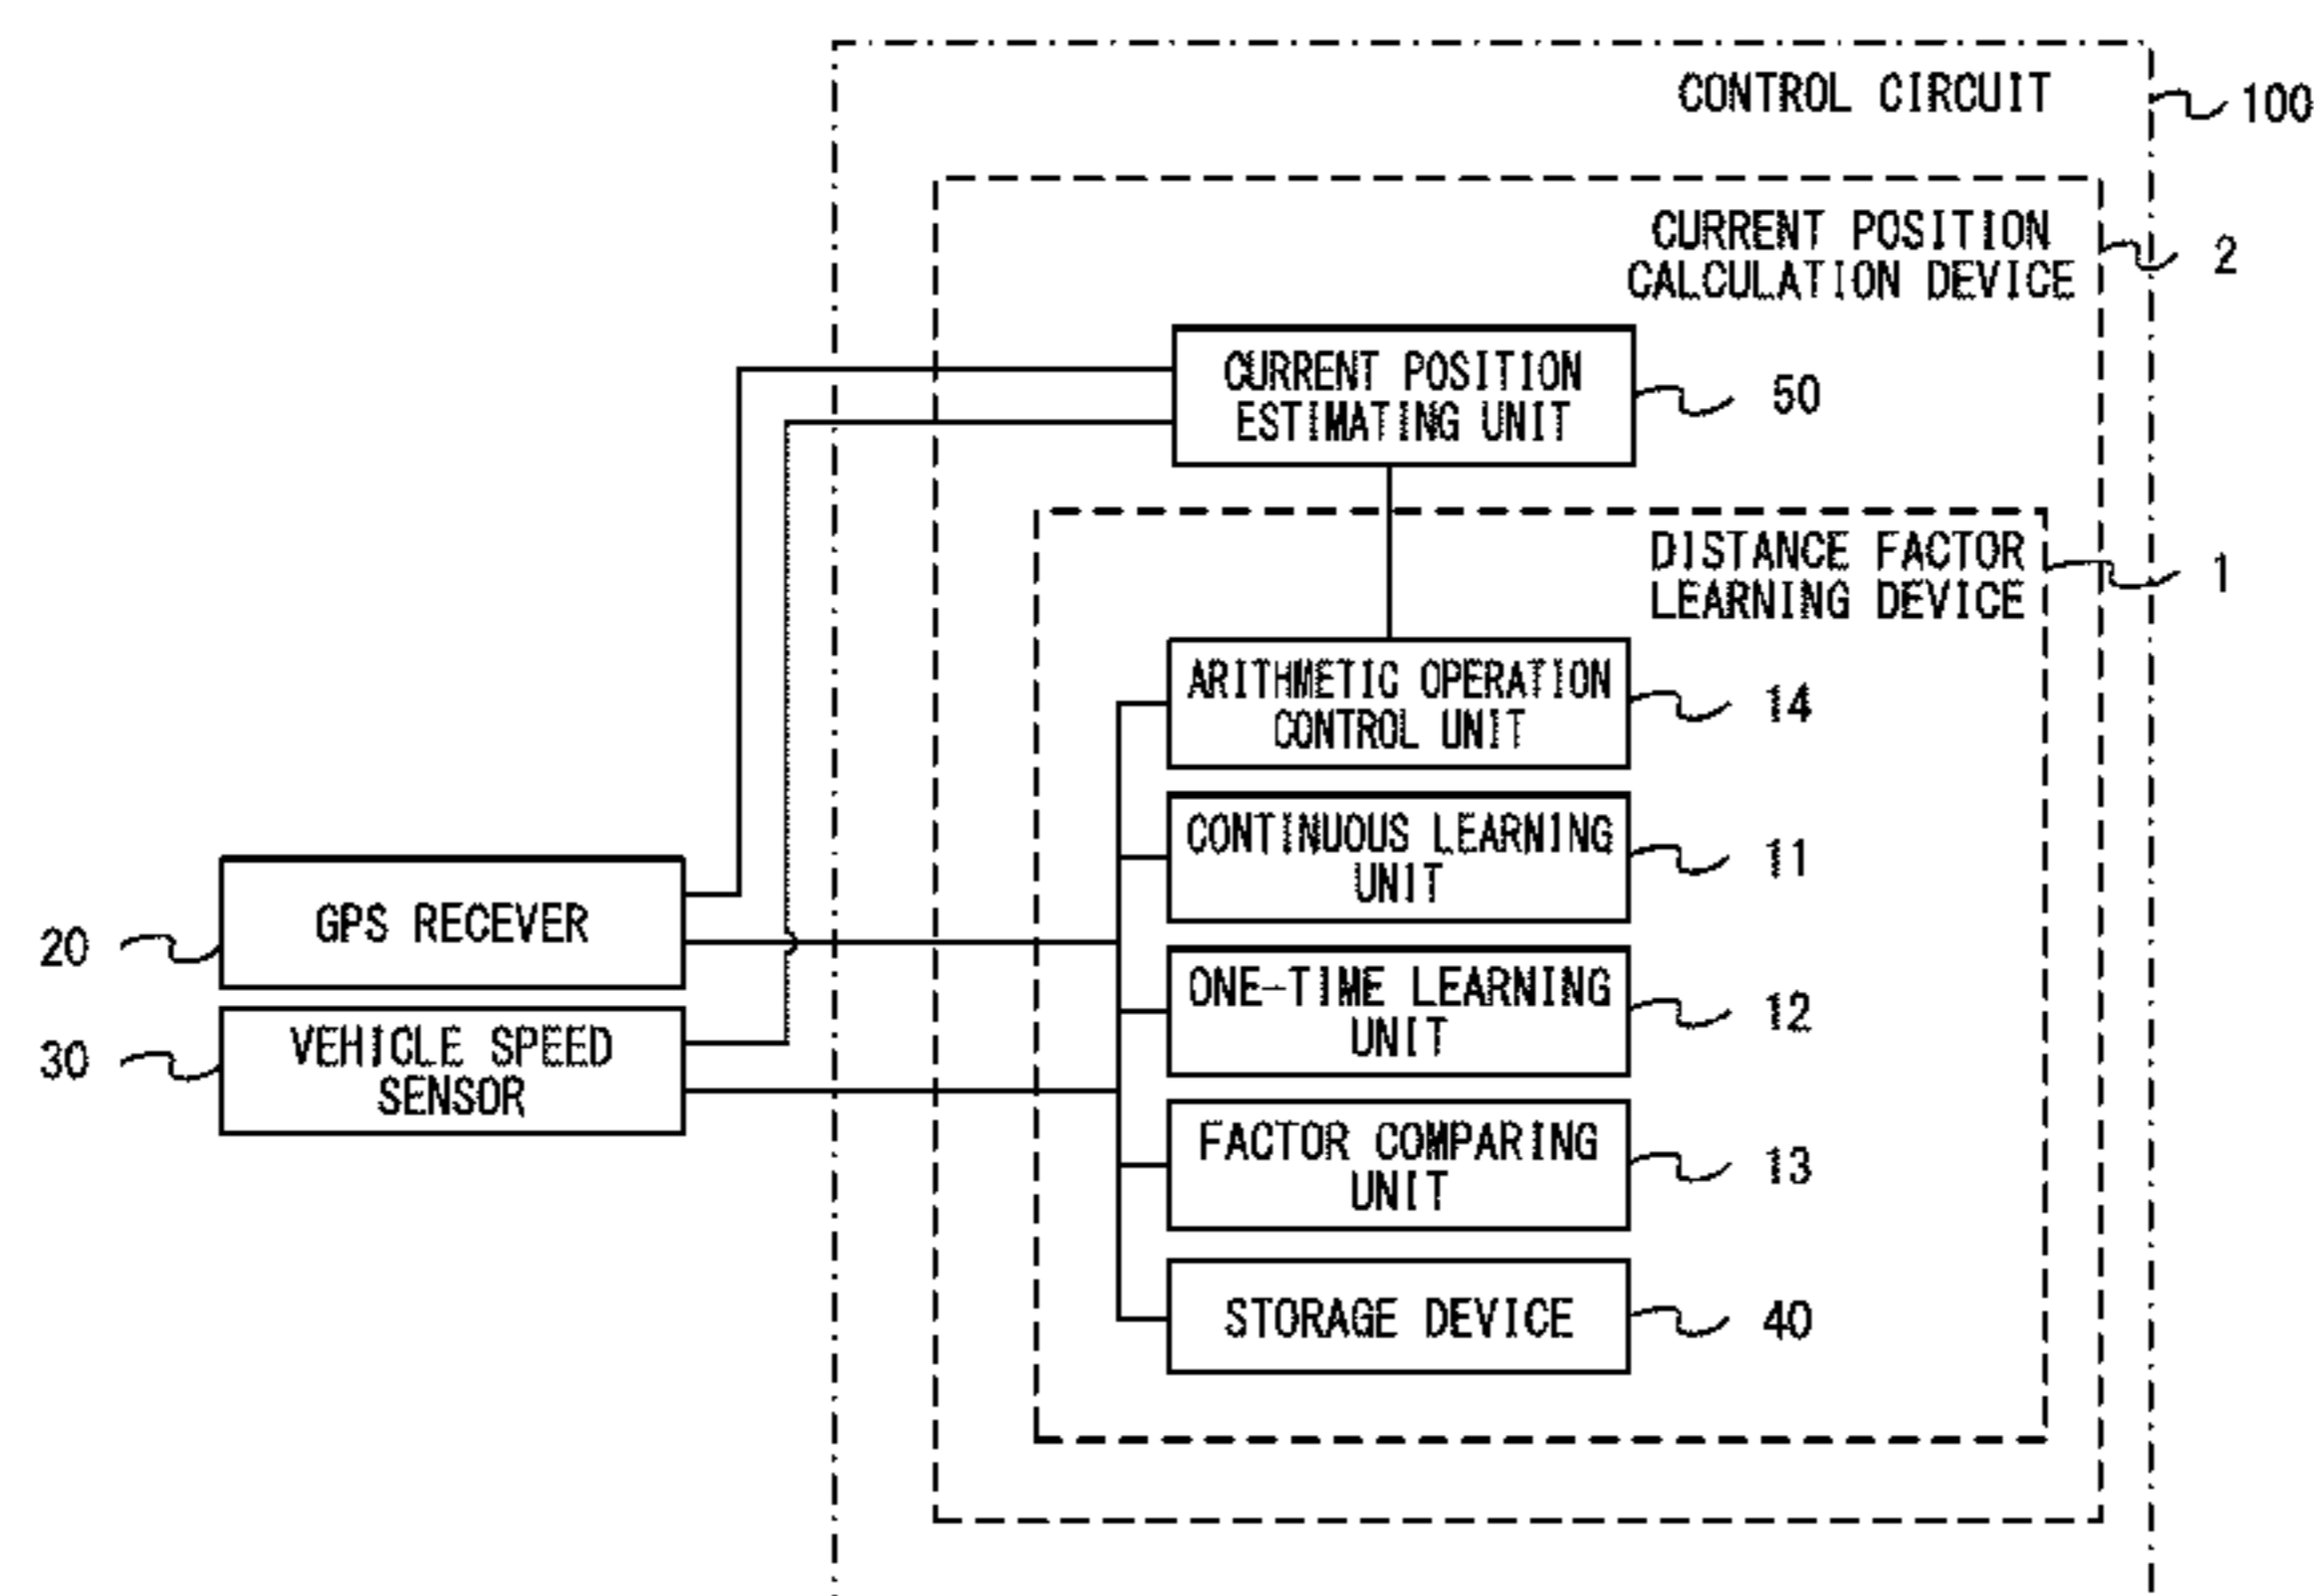 CONTROL CIRCUIT
100
CURRENT POSITION
CALCULATION DEVICE
2
CURRENT POSITION
ESTIMATING UNIT
50
DISTANCE FACTOR
LEARNING DEVICE
1
ARITHMETIC OPERATION
CONTROL UNIT
14
CONTINUOUS LEARNING
UNIT
11
GPS RECEVER
20
ONE-TIME LEARNING
UNIT
12
VEHICLE SPEED
SENSOR
30
FACTOR COMPARING
UNIT
13
STORAGE DEVICE
40